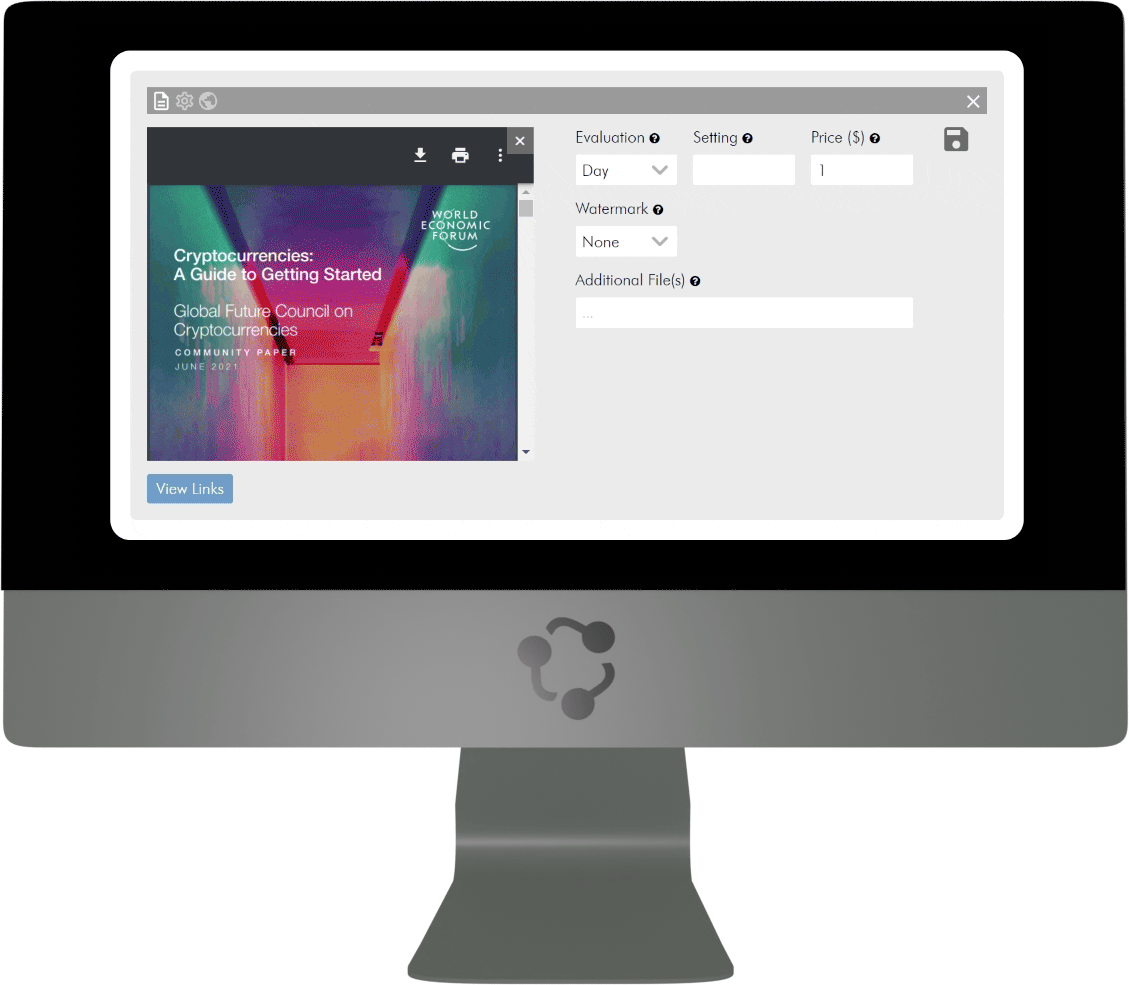 WORLD
ECONOMIC
FORUM
Cryptocurrencies:
A Guide to Getting Started
Global Future Council on
Cryptocurrencies
COMMUNITY PAPER
JUNE 2021
View Links
Evaluation ?
Setting ?
Price ($) ?
Day
1
Watermark ?
None
Additional File(s) ?
...